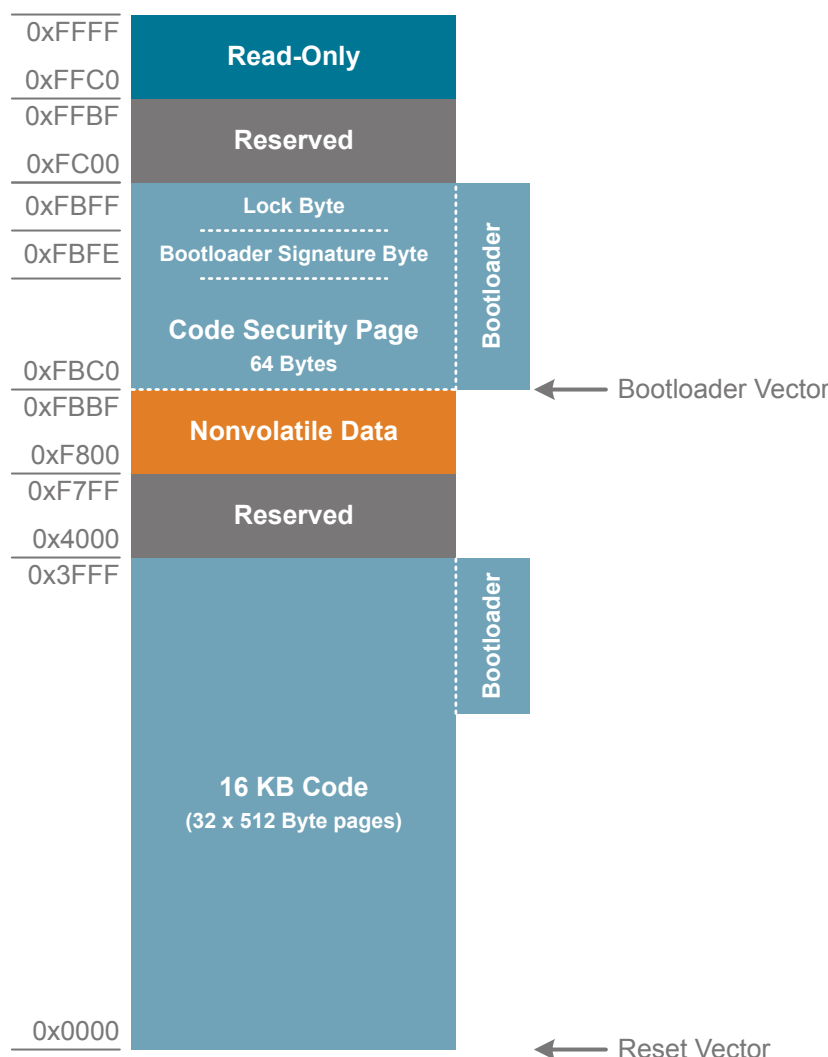 0xFFFF
Read-Only
0xFFC0
0xFFBF
Reserved
0xFC00
0xFBFF
Lock Byte
0xFBFE
Bootloader Signature Byte
Bootloader
Code Security Page
64 Bytes
0xFBC0
Bootloader Vector
0xFBBF
Nonvolatile Data
0xF800
0xF7FF
Reserved
0x4000
0x3FFF
Bootloader
16 KB Code
(32 x 512 Byte pages)
0x0000
Reset Vector